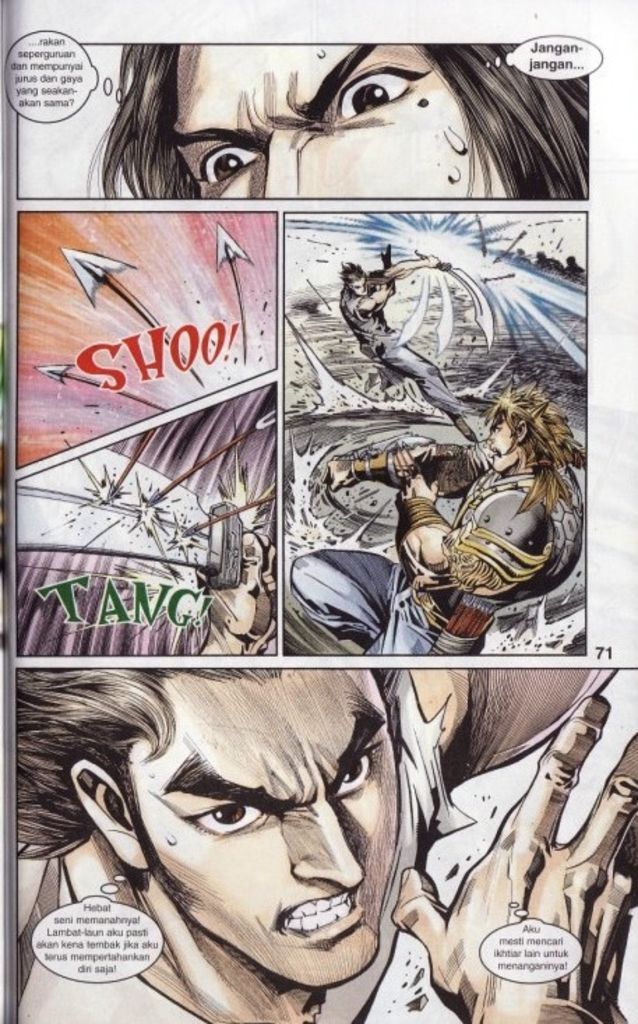 ....rakan
seperguruan
dan mempunyai
jurus dan gaya
yang seakan-
akan sama?
Jangan-
jangan...
SHOO!
TANG!
71
Hebat
seni memanahnya!
Lambat-laun aku pasti
akan kena tembak jika aku
terus mempertahankan
diri saja!
Aku
mesti mencari
ikhtiar lain untuk
menanganinya!